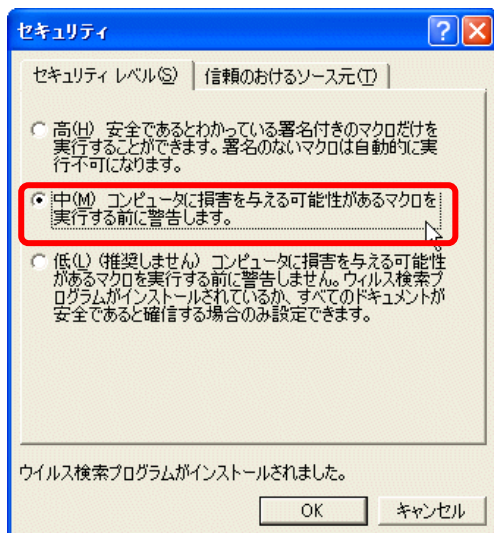 セキュリティ
セキュリティ レベル(S)
信頼のおけるソース元(T)
高(H) 安全であるとわかっている署名付きのマクロだけを
実行することができます。署名のないマクロは自動的に実
行不可になります。
中(M) コンピュータに損害を与える可能性があるマクロを
実行する前に警告します。
低(L) (推奨しません) コンピュータに損害を与える可能性
があるマクロを実行する前に警告しません。ウィルス検索プ
ログラムがインストールされているか、すべてのドキュメントが
安全であると確信する場合のみ設定できます。
ウイルス検索プログラムがインストールされました。
OK
キャンセル